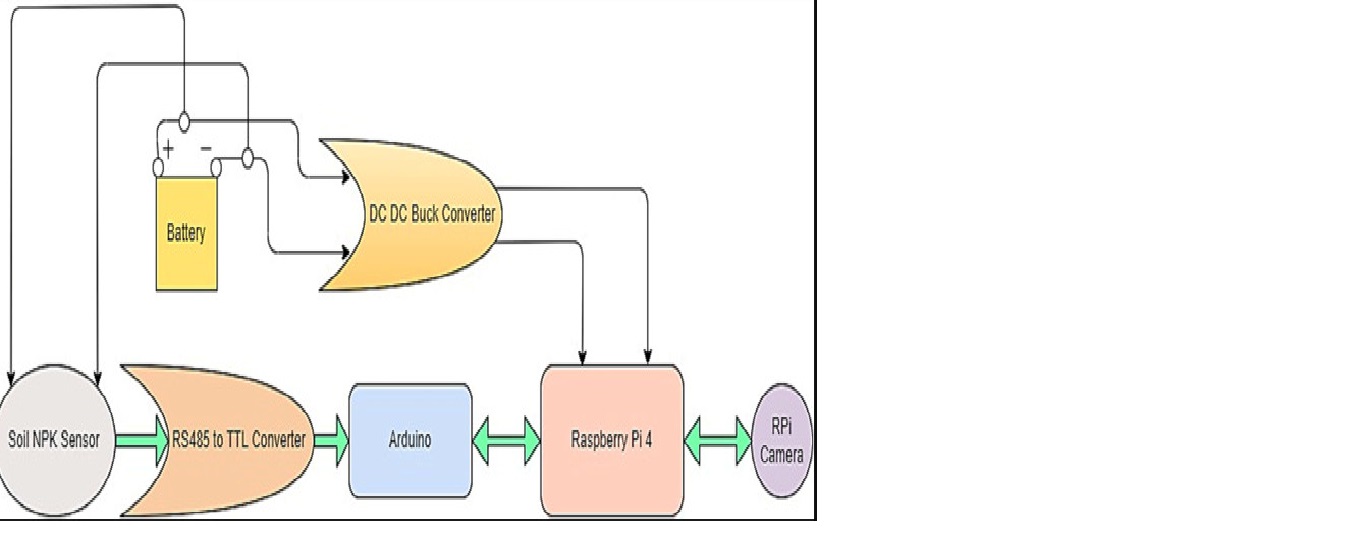 + −
Battery
DC DC Buck Converter
Soil NPK Sensor
RS485 to TTL Converter
Arduino
Raspberry Pi 4
RPi
Camera